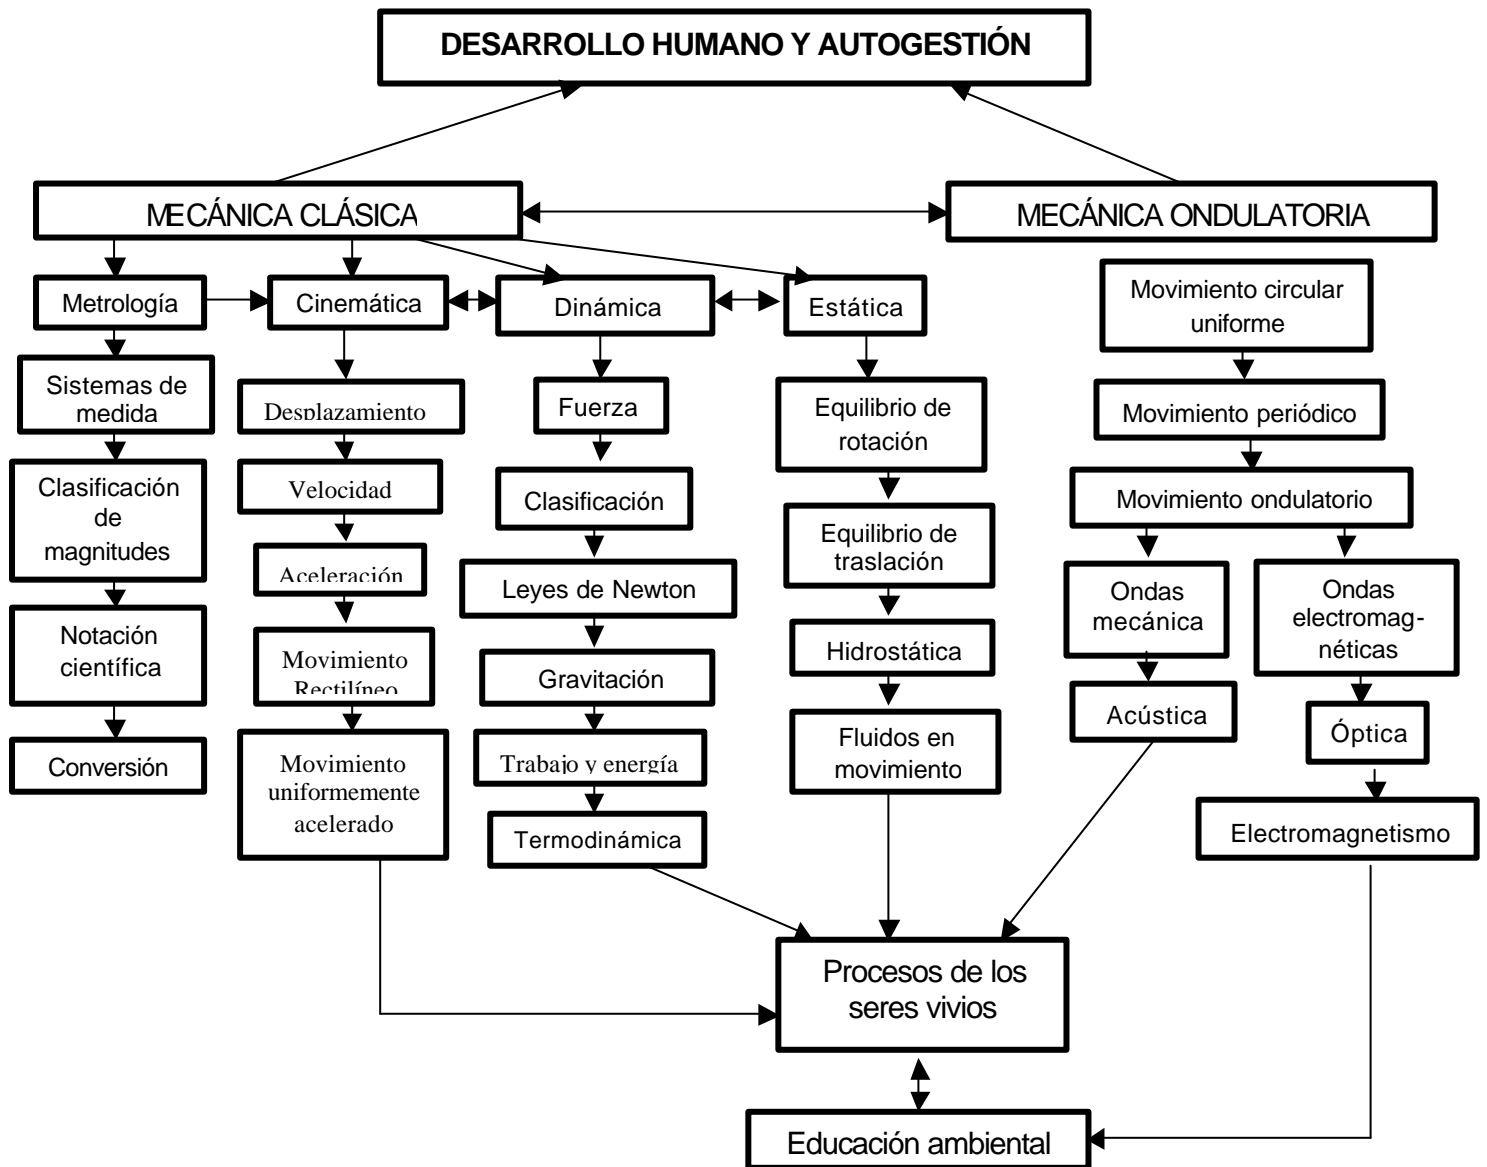 DESARROLLO HUMANO Y AUTOGESTIÓN
MECÁNICA CLÁSICA
MECÁNICA ONDULATORIA
Metrología
Cinemática
Dinámica
Estática
Movimiento circular
uniforme
Sistemas de
medida
Desplazamiento
Fuerza
Equilibrio de
rotación
Movimiento periódico
Clasificación
de
magnitudes
Velocidad
Clasificación
Movimiento ondulatorio
Aceleración
Leyes de Newton
Equilibrio de
traslación
Ondas
mecánica
Ondas
electromag-
néticas
Notación
científica
Movimiento
Rectilíneo
Gravitación
Hidrostática
Acústica
Óptica
Conversión
Movimiento
uniformemente
acelerado
Trabajo y energía
Fluidos en
movimiento
Termodinámica
Electromagnetismo
Procesos de los
seres vivios
Educación ambiental